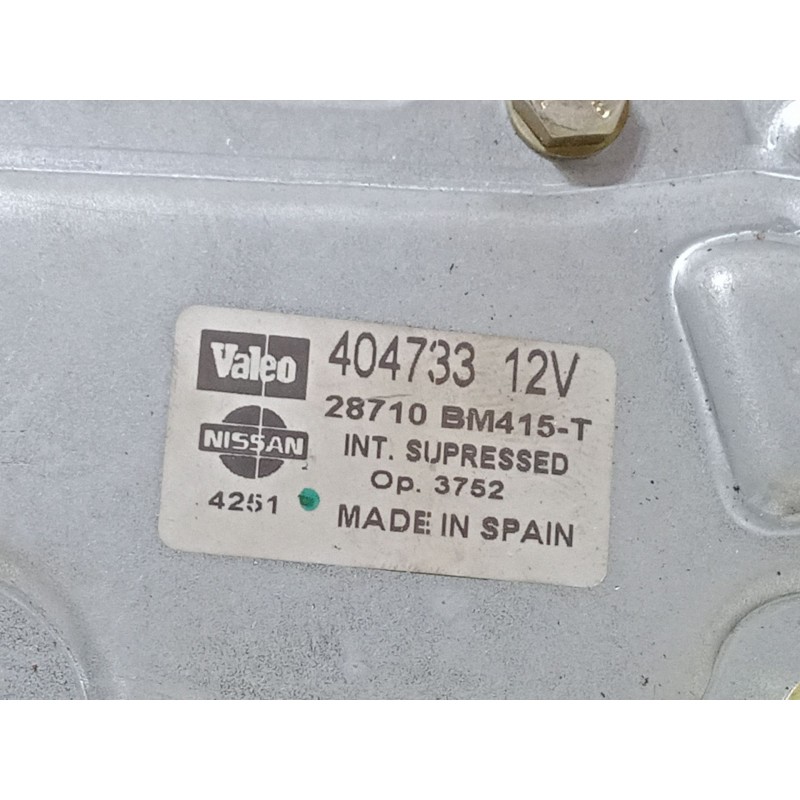 Valeo 404733 12V
28710 BM415-T
NISSAN INT. SUPRESSED
Op. 3752
4251 MADE IN SPAIN